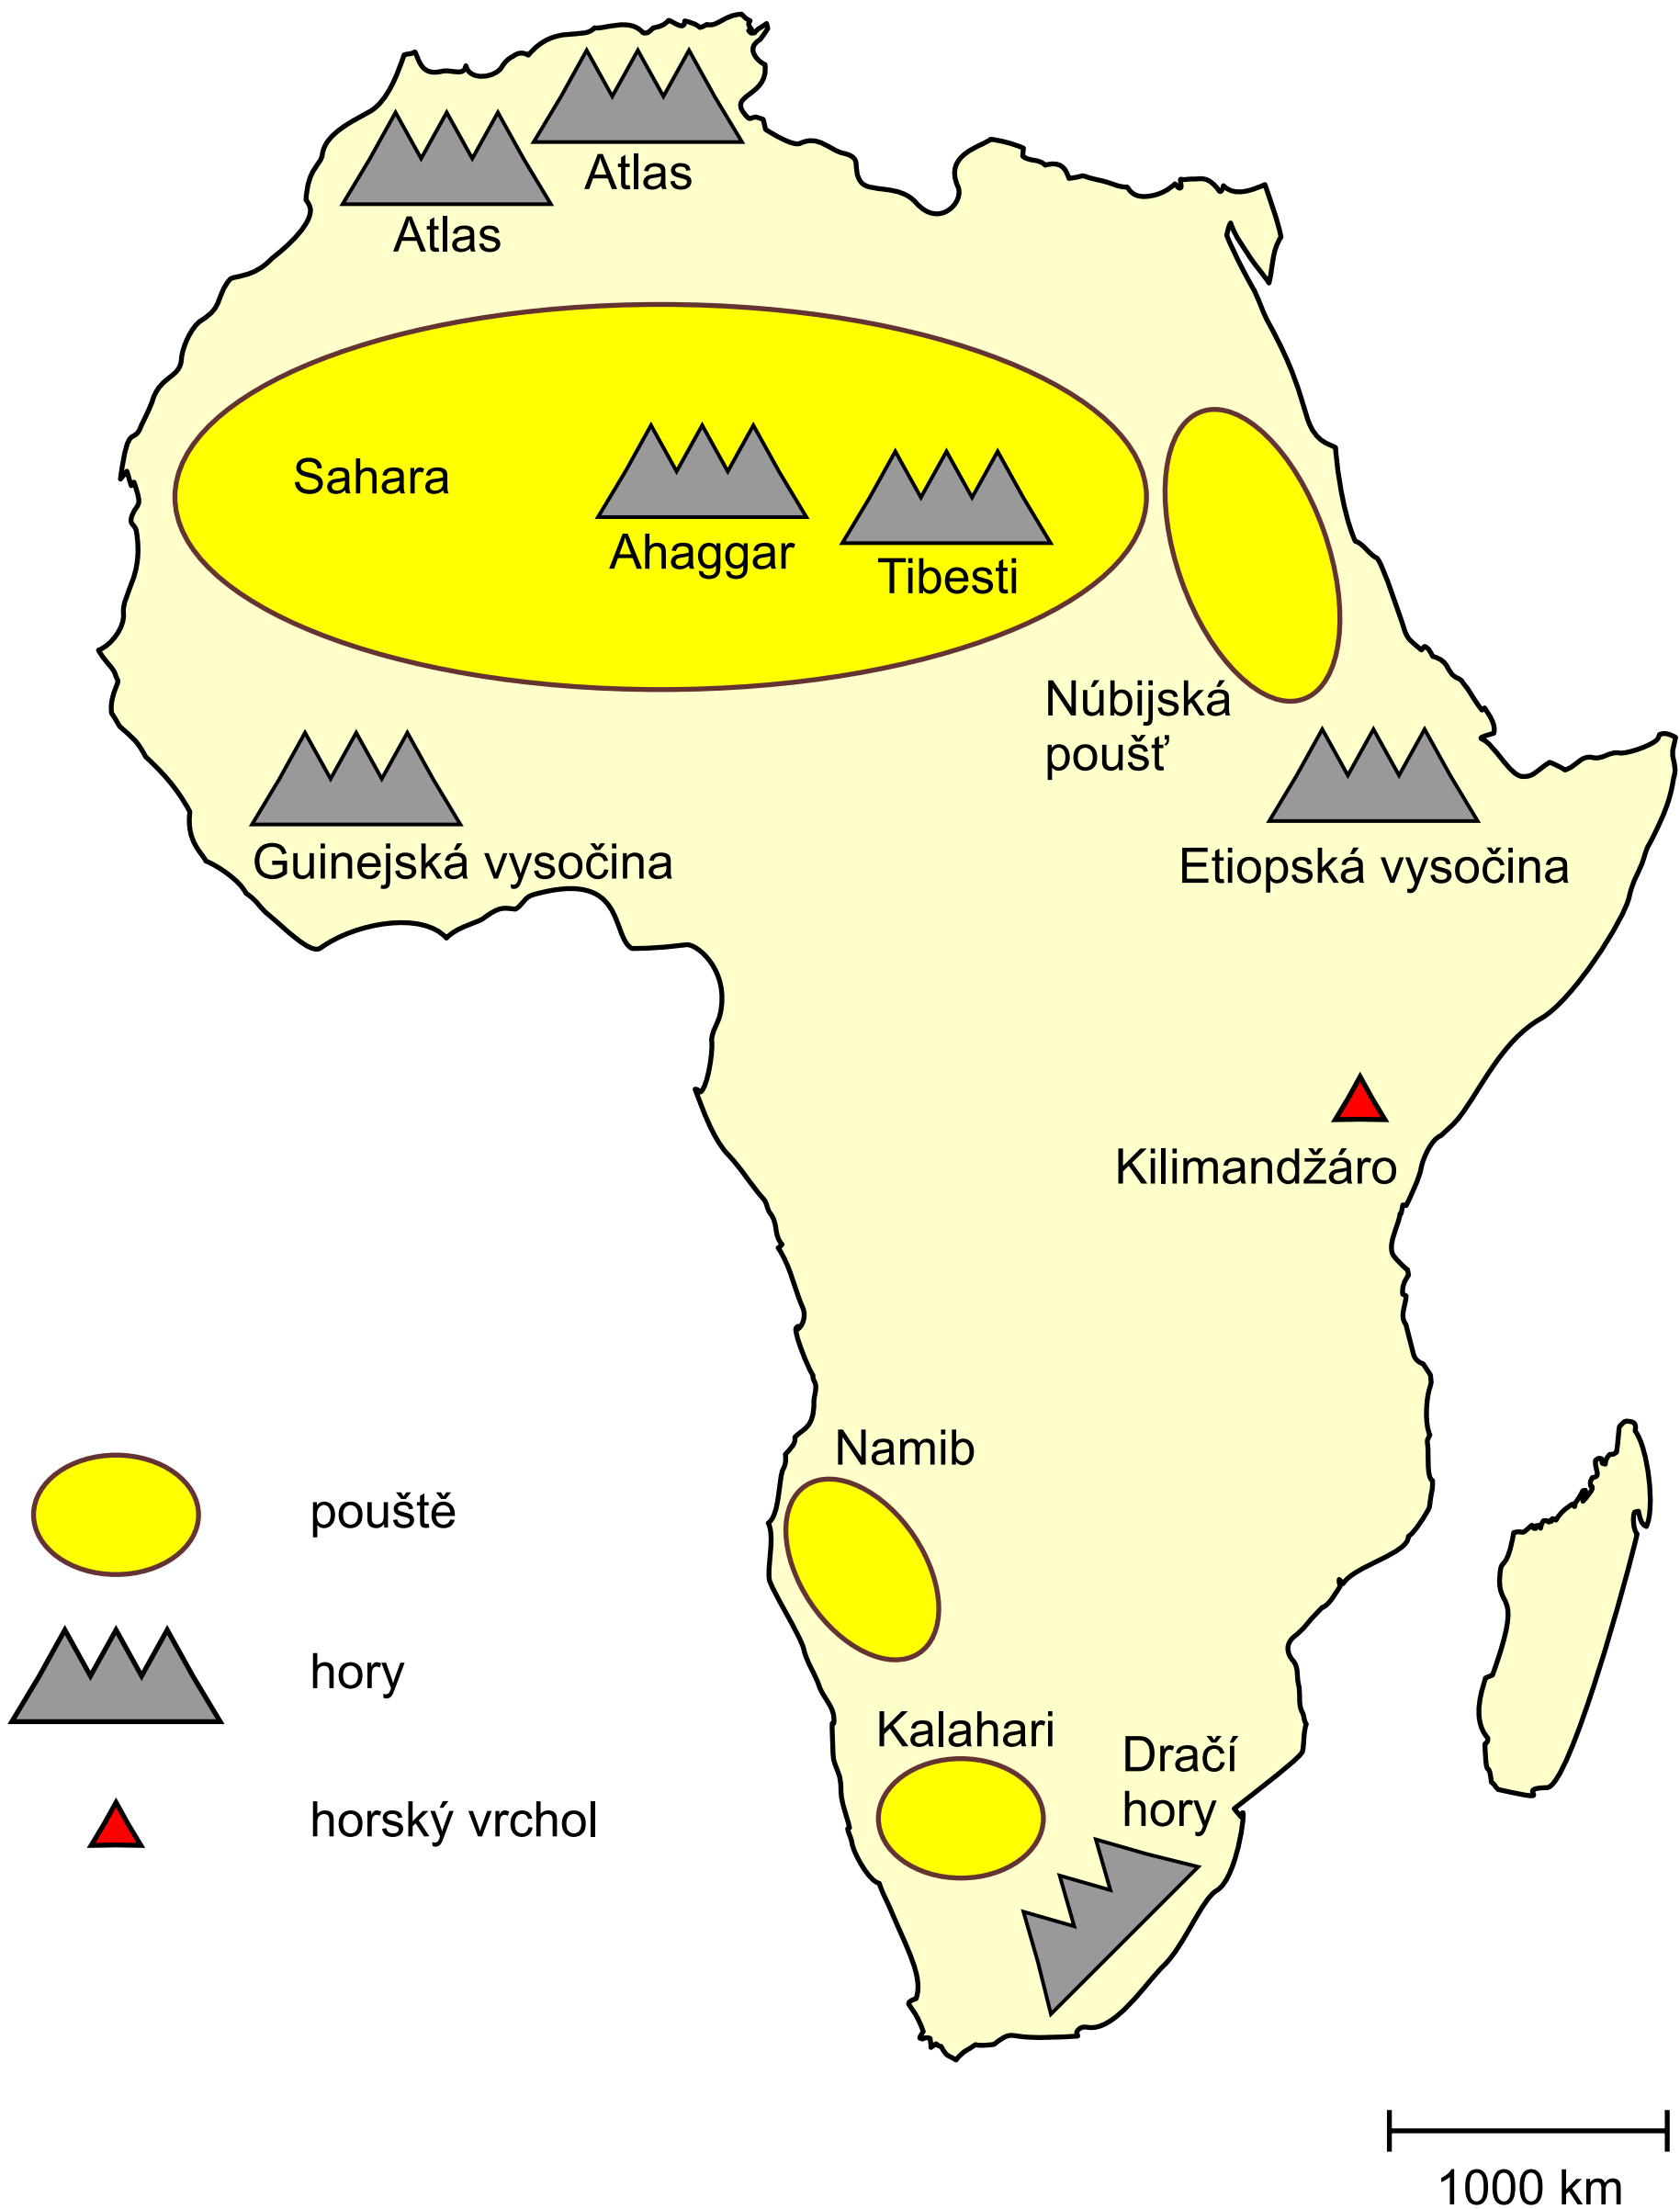 Atlas
Atlas
Sahara
Ahaggar
Tibesti
Núbijská
poušť
Guinejská vysočina
Etiopská vysočina
Kilimandžáro
Namib
pouště
hory
Kalahari
Dračí
hory
horský vrchol
1000 km